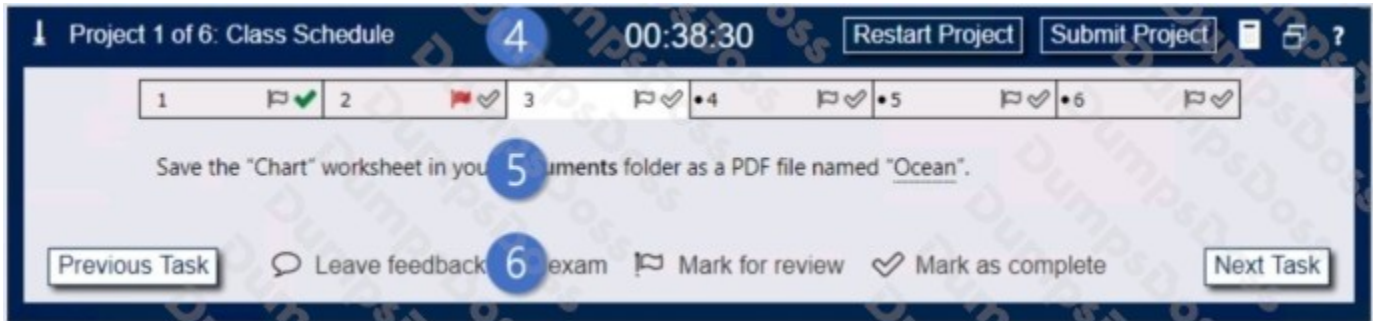 Project 1 of 6: Class Schedule 4 00:38:30 Restart Project Submit Project ?
1 2 3 •4 •5 •6
Save the "Chart" worksheet in you 5 uments folder as a PDF file named "Ocean".
Previous Task Leave feedback 6 exam Mark for review Mark as complete Next Task
DumpsDoss